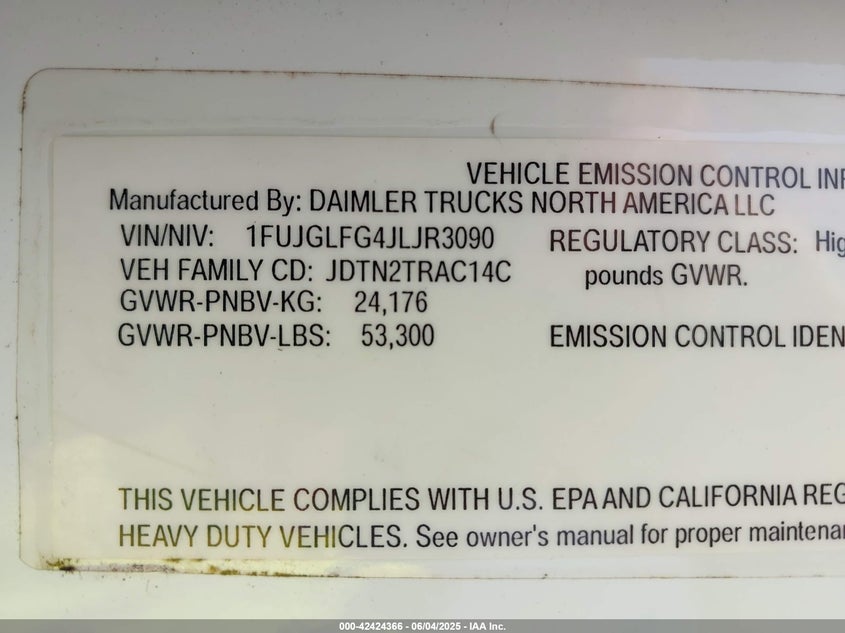 VEHICLE EMISSION CONTROL
Manufactured By: DAIMLER TRUCKS NORTH AMERICA LLC
VIN/NIV: 1FUJGLFG4JLJR3090 REGULATORY CLASS:
VEH FAMILY CD: JDTN2TRAC14C pounds GVWR.
GVWR-PNBV-KG: 24,176
GVWR-PNBV-LBS: 53,300 EMISSION CONTROL
THIS VEHICLE COMPLIES WITH U.S. EPA AND CALIFORNIA
HEAVY DUTY VEHICLES. See owner's manual for proper
000-42424366 - 06/04/2025 - IAA Inc.